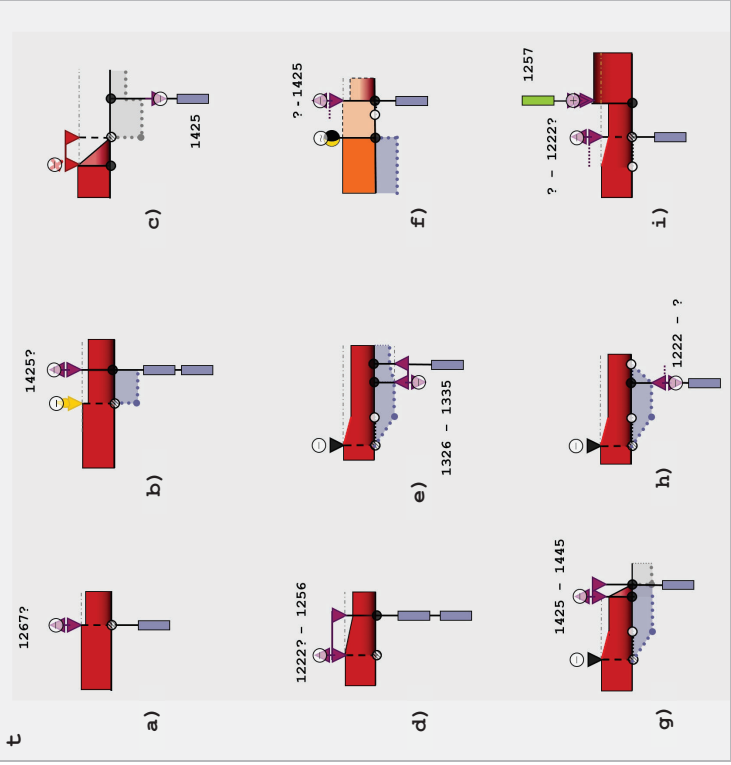 t
1267?
a)
1425?
b)
1425
c)
1222? – 1256
d)
1326 – 1335
e)
? -1425
f)
1425 – 1445
g)
1222 – ?
h)
1257
? – 1222?
i)